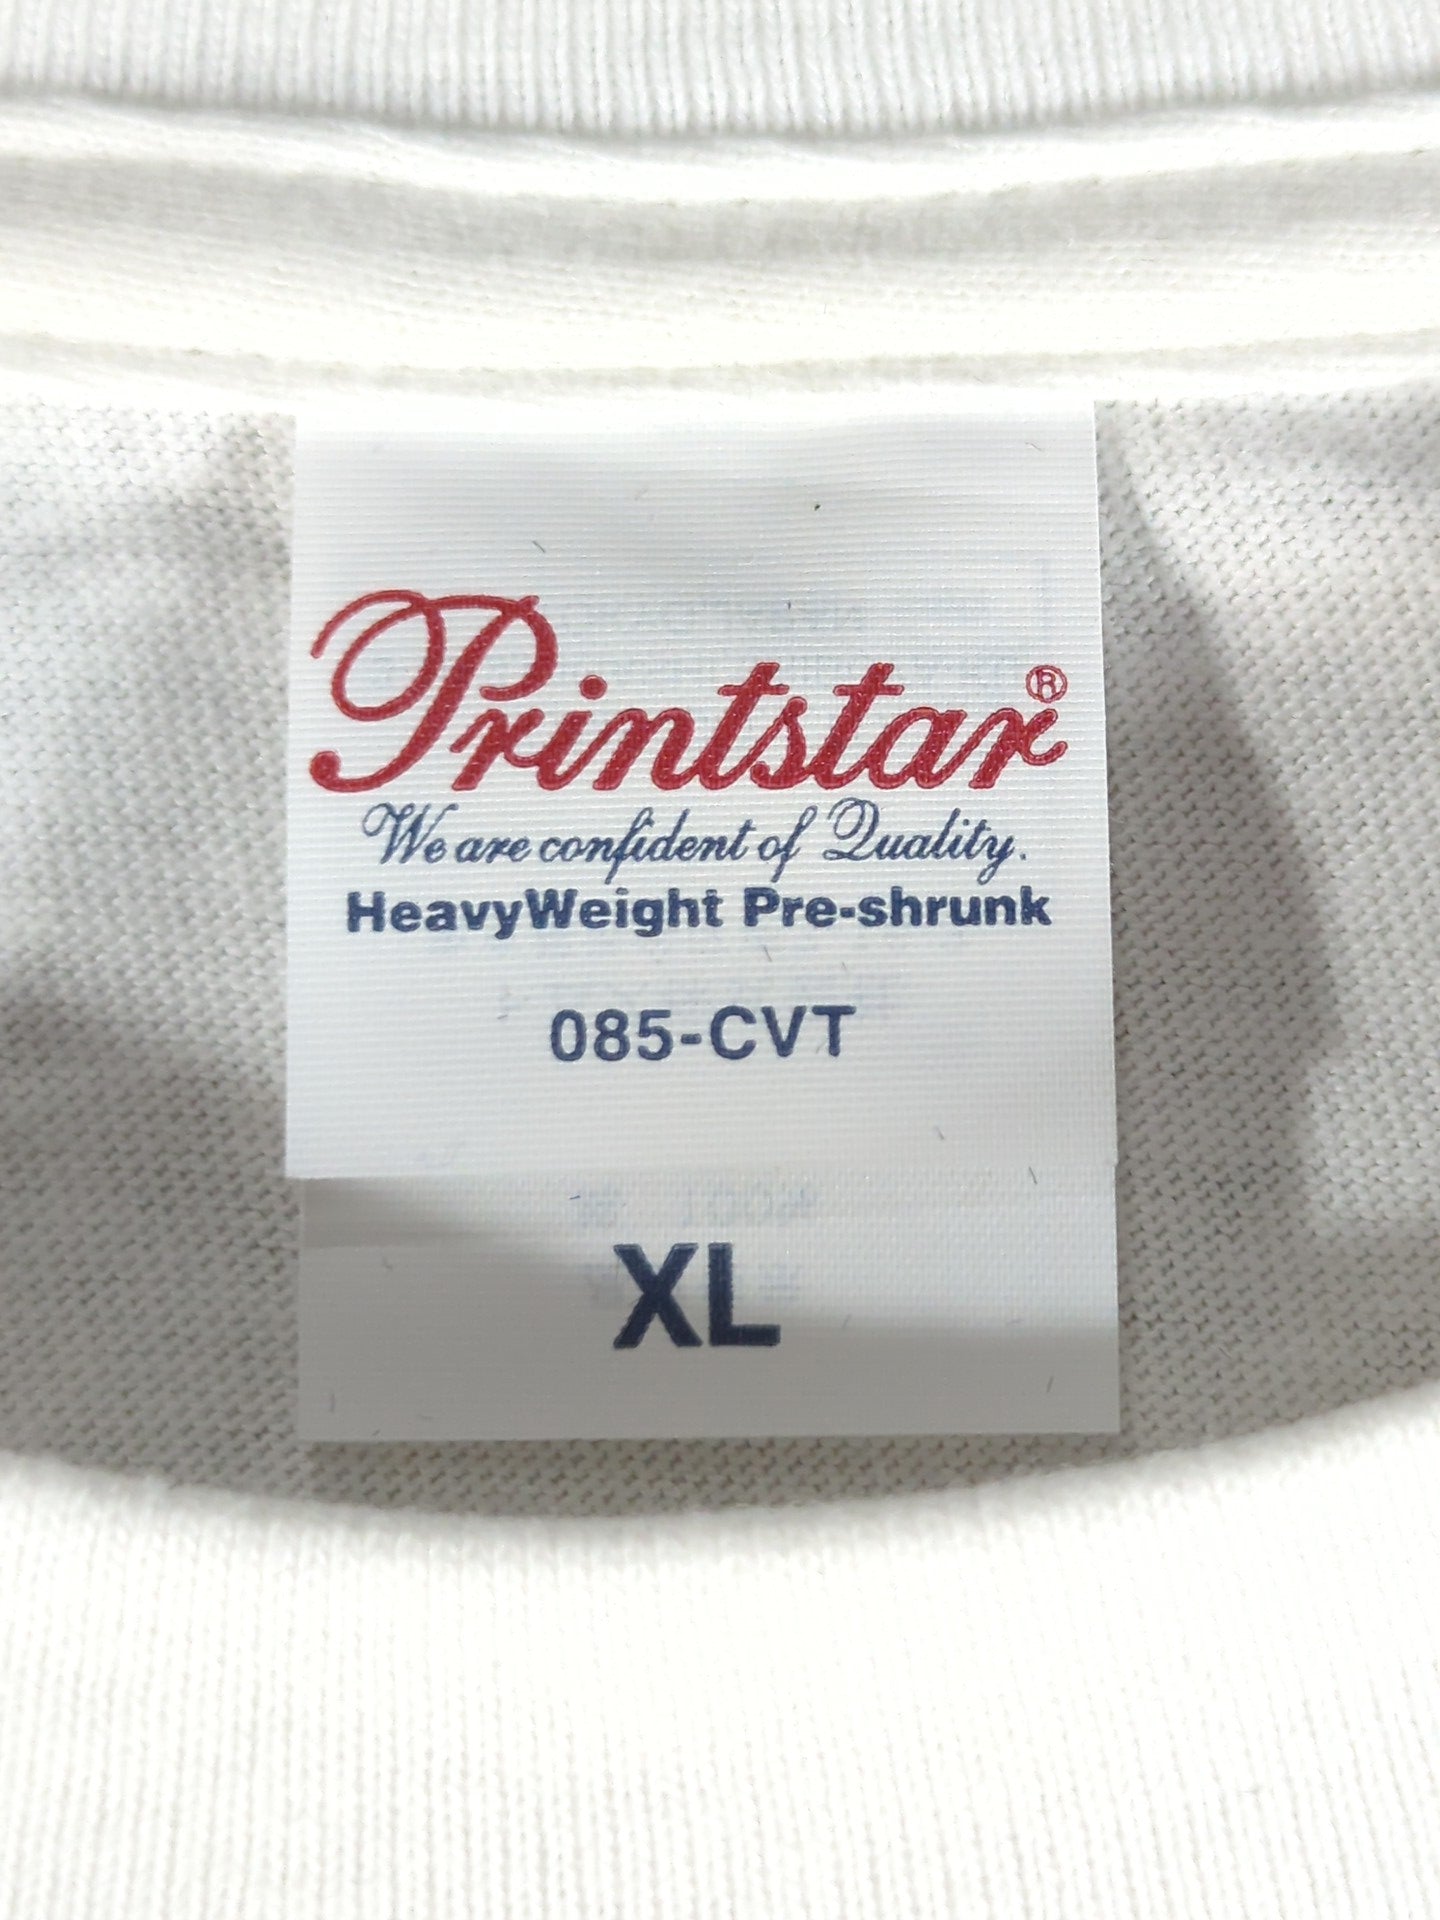 Printstar®
We are confident of Quality.
HeavyWeight Pre-shrunk
085-CVT
XL